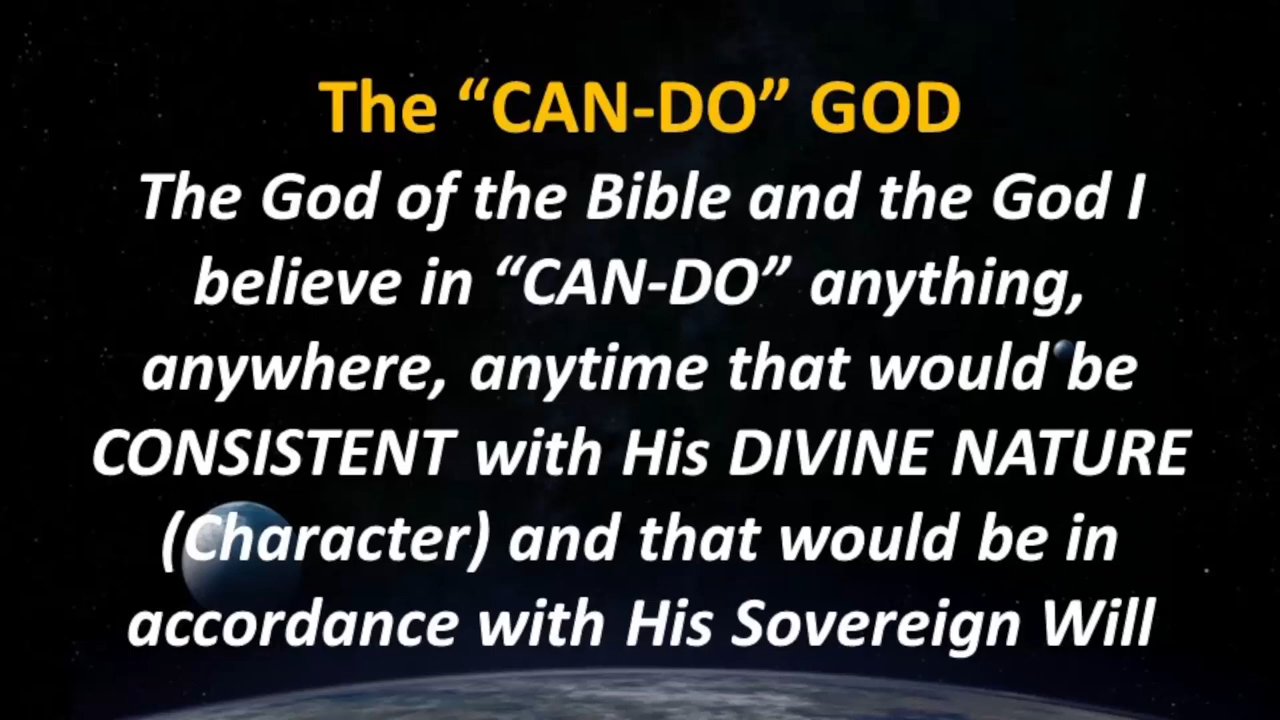 The “CAN-DO” GOD
The God of the Bible and the God I
believe in “CAN-DO” anything,
anywhere, anytime that would be
CONSISTENT with His DIVINE NATURE
(Character) and that would be in
accordance with His Sovereign Will